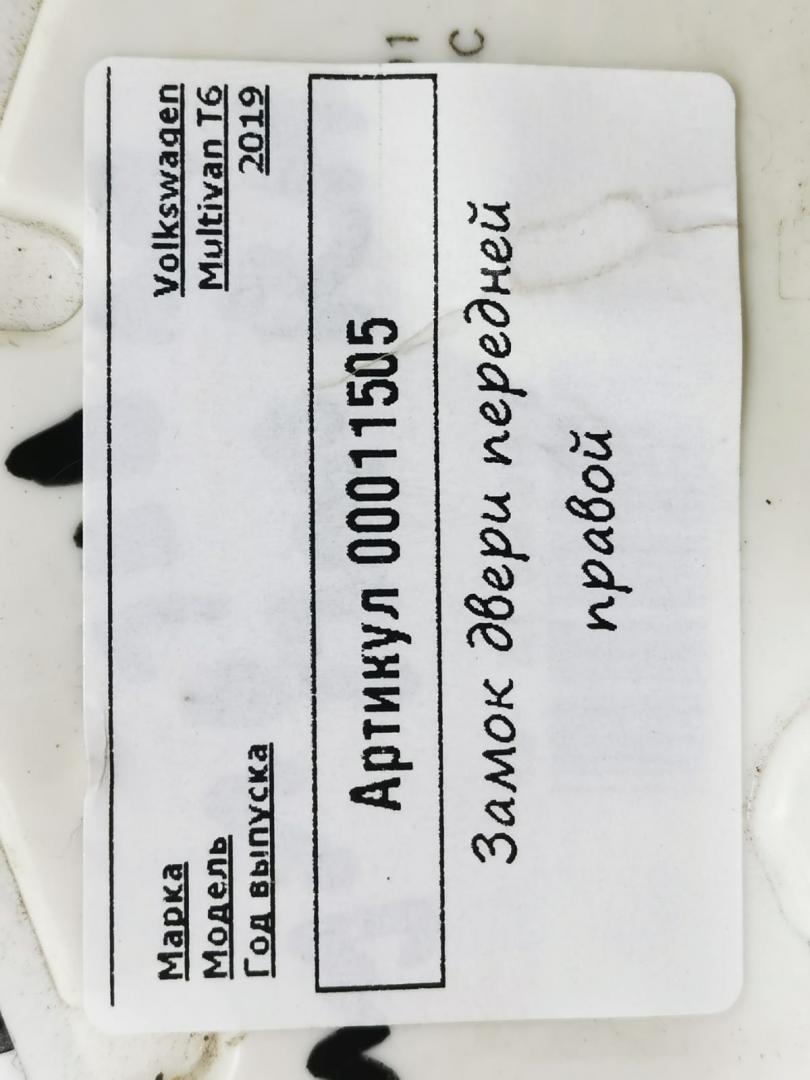 Марка Volkswagen
Модель Multivan T6
Год выпуска 2019
Артикул 00011505
Замок двери передней
правой